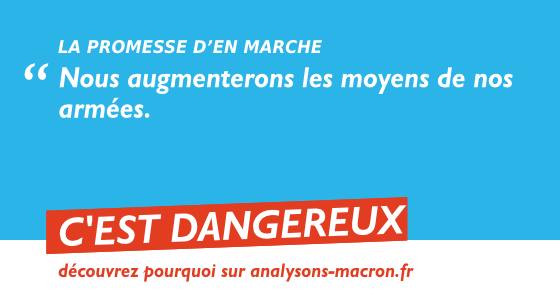 LA PROMESSE D’EN MARCHE
“ Nous augmenterons les moyens de nos
armées.
C'EST DANGEREUX
découvrez pourquoi sur analysons-macron.fr